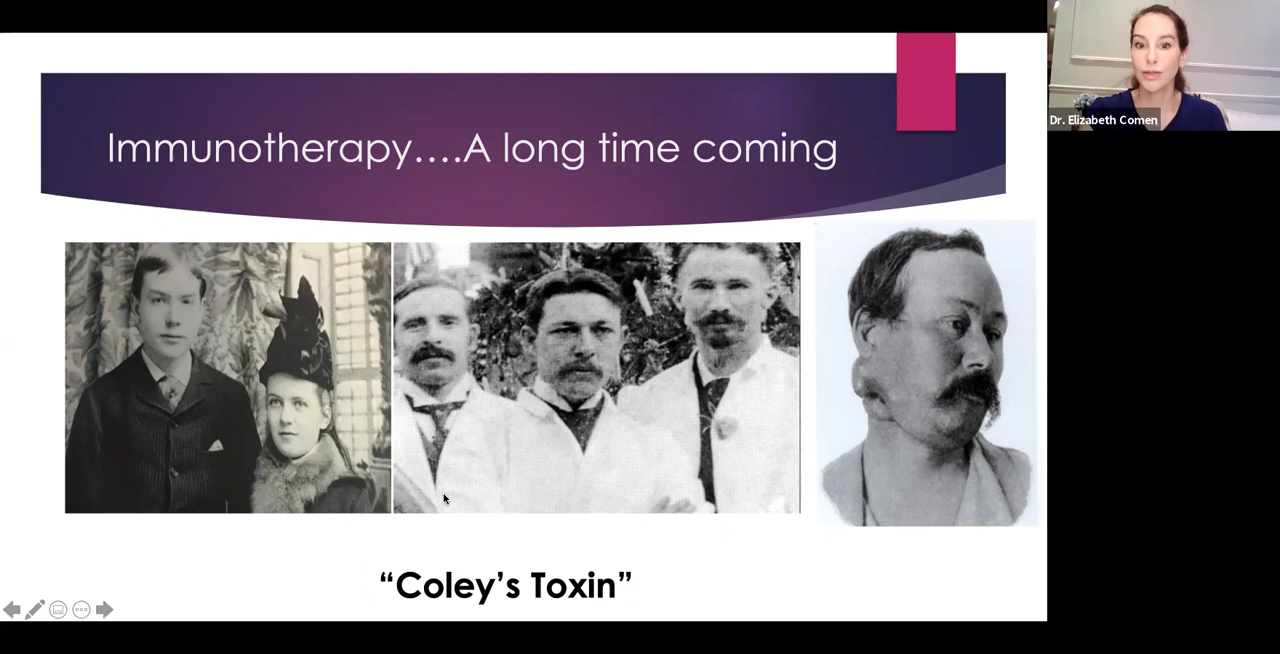 Immunotherapy....A long time coming
Dr. Elizabeth Comen
“Coley’s Toxin”